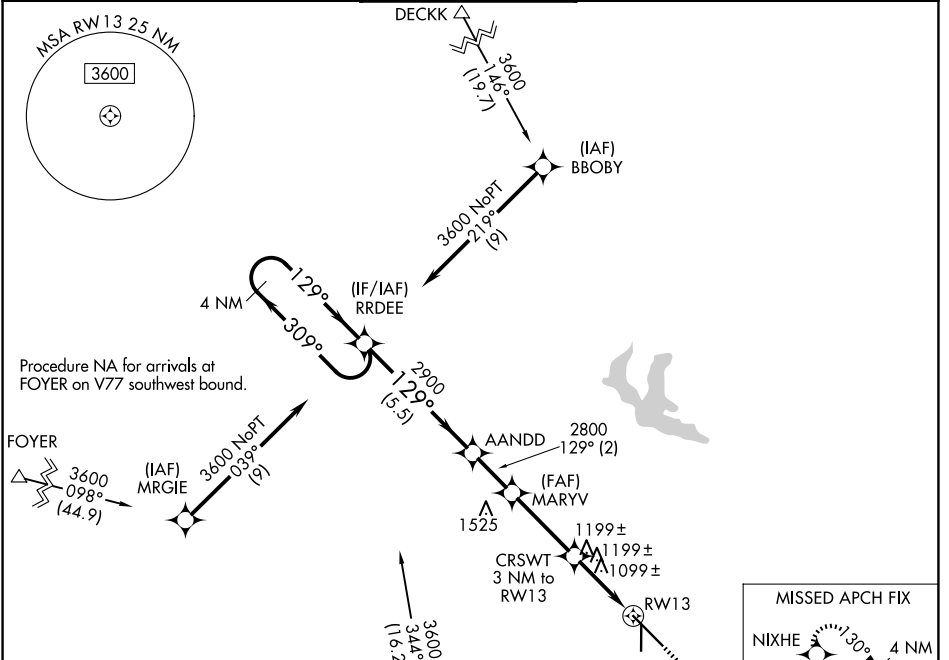 MSA RW13 25 NM
3600
DECKK
3600
146°
(19.7)
(IAF)
BBOBY
3600 NoPT
219°
(9)
129°
4 NM
309°
(IF/IAF)
RRDEE
Procedure NA for arrivals at
FOYER on V77 southwest bound.
2900
129°
(5.5)
FOYER
3600
098°
(44.9)
(IAF)
MRGIE
3600 NoPT
039°
(9)
AANDD
2800
129° (2)
(FAF)
MARYV
1525
1199±
1199±
1099±
CRSWT
3 NM to
RW13
RW13
3600
344°
(16.2
MISSED APCH FIX
NIXHE
130°
4 NM